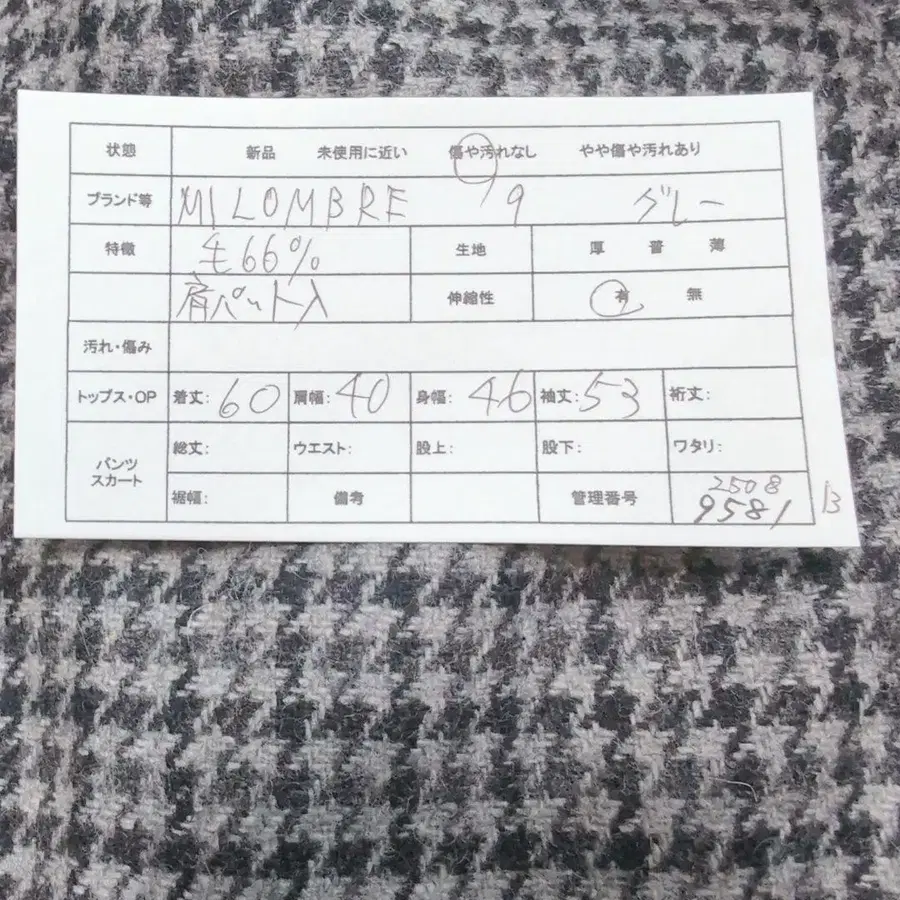 状態 新品 未使用に近い 傷や汚れなし やや傷や汚れあり
ブランド等 MILOMBRE 9 グレー
特徴 毛66% 生地 厚 普 薄
肩パット入 伸縮性 有 無
汚れ・傷み
トップス・OP 着丈: 60 肩幅: 40 身幅: 46 袖丈: 53 裄丈:
パンツ スカート 総丈: ウエスト: 股上: 股下: ワタリ:
裾幅: 備考 管理番号 2508 9581 B